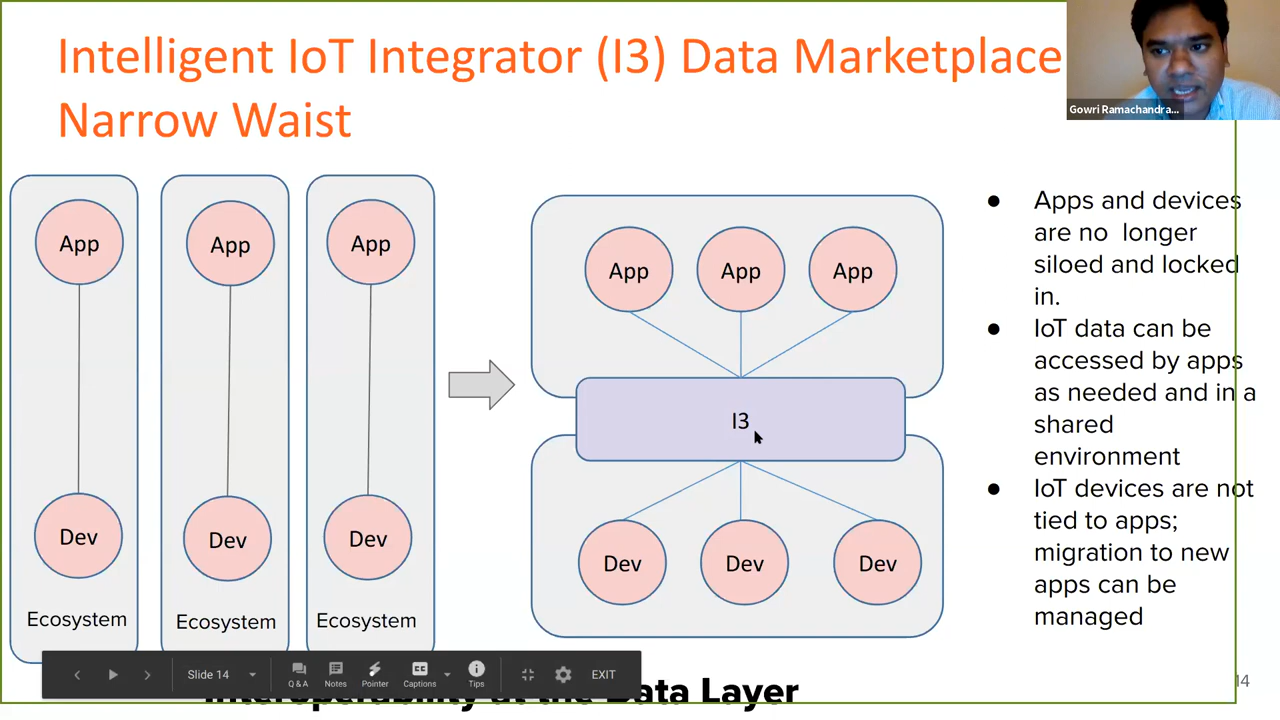 Intelligent IoT Integrator (I3) Data Marketplace
Narrow Waist
Gowri Ramachandra...
App
App
App
Dev
Dev
Dev
Ecosystem
Ecosystem
Ecosystem
App
App
App
I3
Dev
Dev
Dev
● Apps and devices
are no longer
siloed and locked
in.
● IoT data can be
accessed by apps
as needed and in a
shared
environment
● IoT devices are not
tied to apps;
migration to new
apps can be
managed
Slide 14
Q & A
Notes
Pointer
Captions
Tips
EXIT
Interoperability at the Data Layer
14